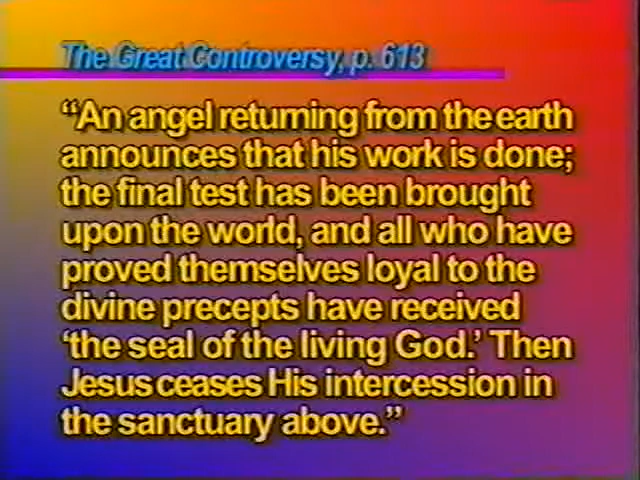 The Great Controversy, p. 613
“An angel returning from the earth
announces that his work is done;
the final test has been brought
upon the world, and all who have
proved themselves loyal to the
divine precepts have received
‘the seal of the living God.’ Then
Jesus ceases His intercession in
the sanctuary above.”